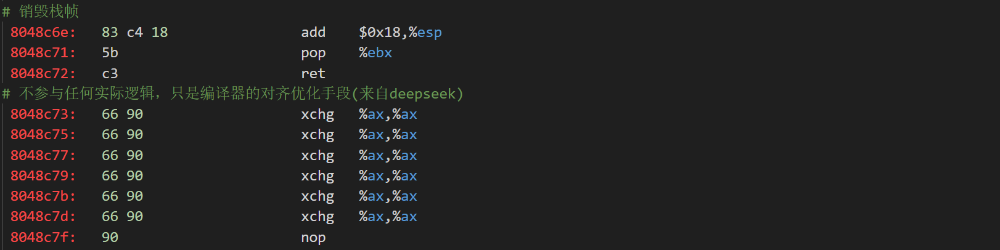 # 销毁栈帧
8048c6e: 83 c4 18 add $0x18,%esp
8048c71: 5b pop %ebx
8048c72: c3 ret
# 不参与任何实际逻辑，只是编译器的对齐优化手段(来自deepseek)
8048c73: 66 90 xchg %ax,%ax
8048c75: 66 90 xchg %ax,%ax
8048c77: 66 90 xchg %ax,%ax
8048c79: 66 90 xchg %ax,%ax
8048c7b: 66 90 xchg %ax,%ax
8048c7d: 66 90 xchg %ax,%ax
8048c7f: 90 nop